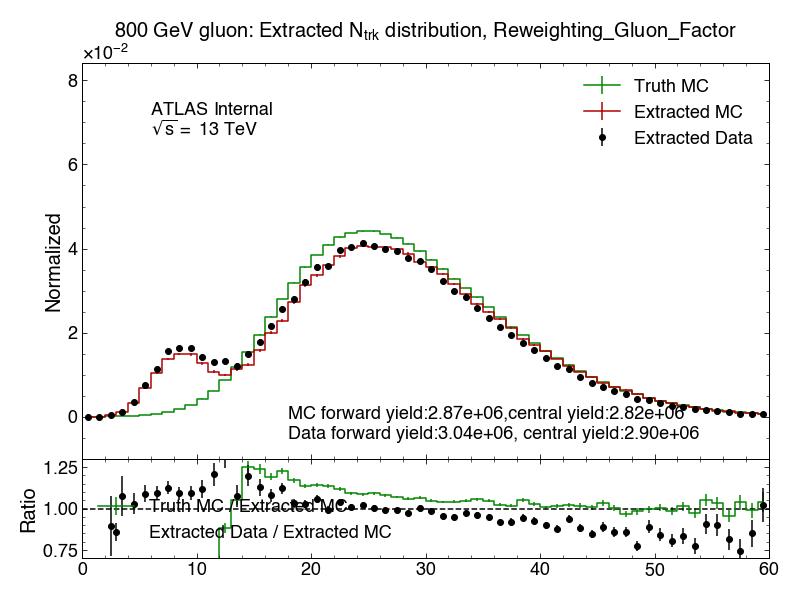 800 GeV gluon: Extracted N_trk distribution, Reweighting_Gluon_Factor
×10⁻²
8
6
4
2
0
Normalized
ATLAS Internal
√s = 13 TeV
Truth MC
Extracted MC
Extracted Data
MC forward yield:2.87e+06,central yield:2.82e+06
Data forward yield:3.04e+06, central yield:2.90e+06
1.25
1.00
0.75
Ratio
Truth MC / Extracted MC
Extracted Data / Extracted MC
0 10 20 30 40 50 60